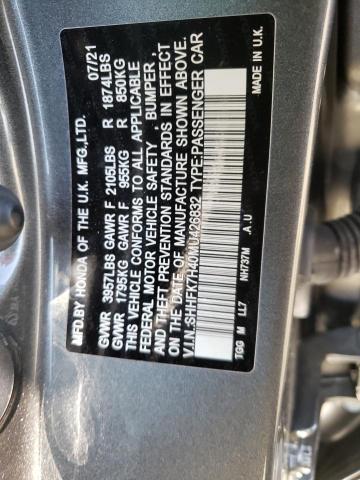 MFD.BY HONDA OF THE U.K. MFG.,LTD. 07/21
GVWR 3957LBS GAWR F 2105LBS R 1874LBS
GVWR 1795KG GAWR F 955KG R 850KG
THIS VEHICLE CONFORMS TO ALL APPLICABLE
FEDERAL MOTOR VEHICLE SAFETY, BUMPER,
AND THEFT PREVENTION STANDARDS IN EFFECT
ON THE DATE OF MANUFACTURE SHOWN ABOVE.
V.I.N.:SHHFK7H40MU426832 TYPE:PASSENGER CAR
TGG M LL7 NH737M .A.U MADE IN U.K.